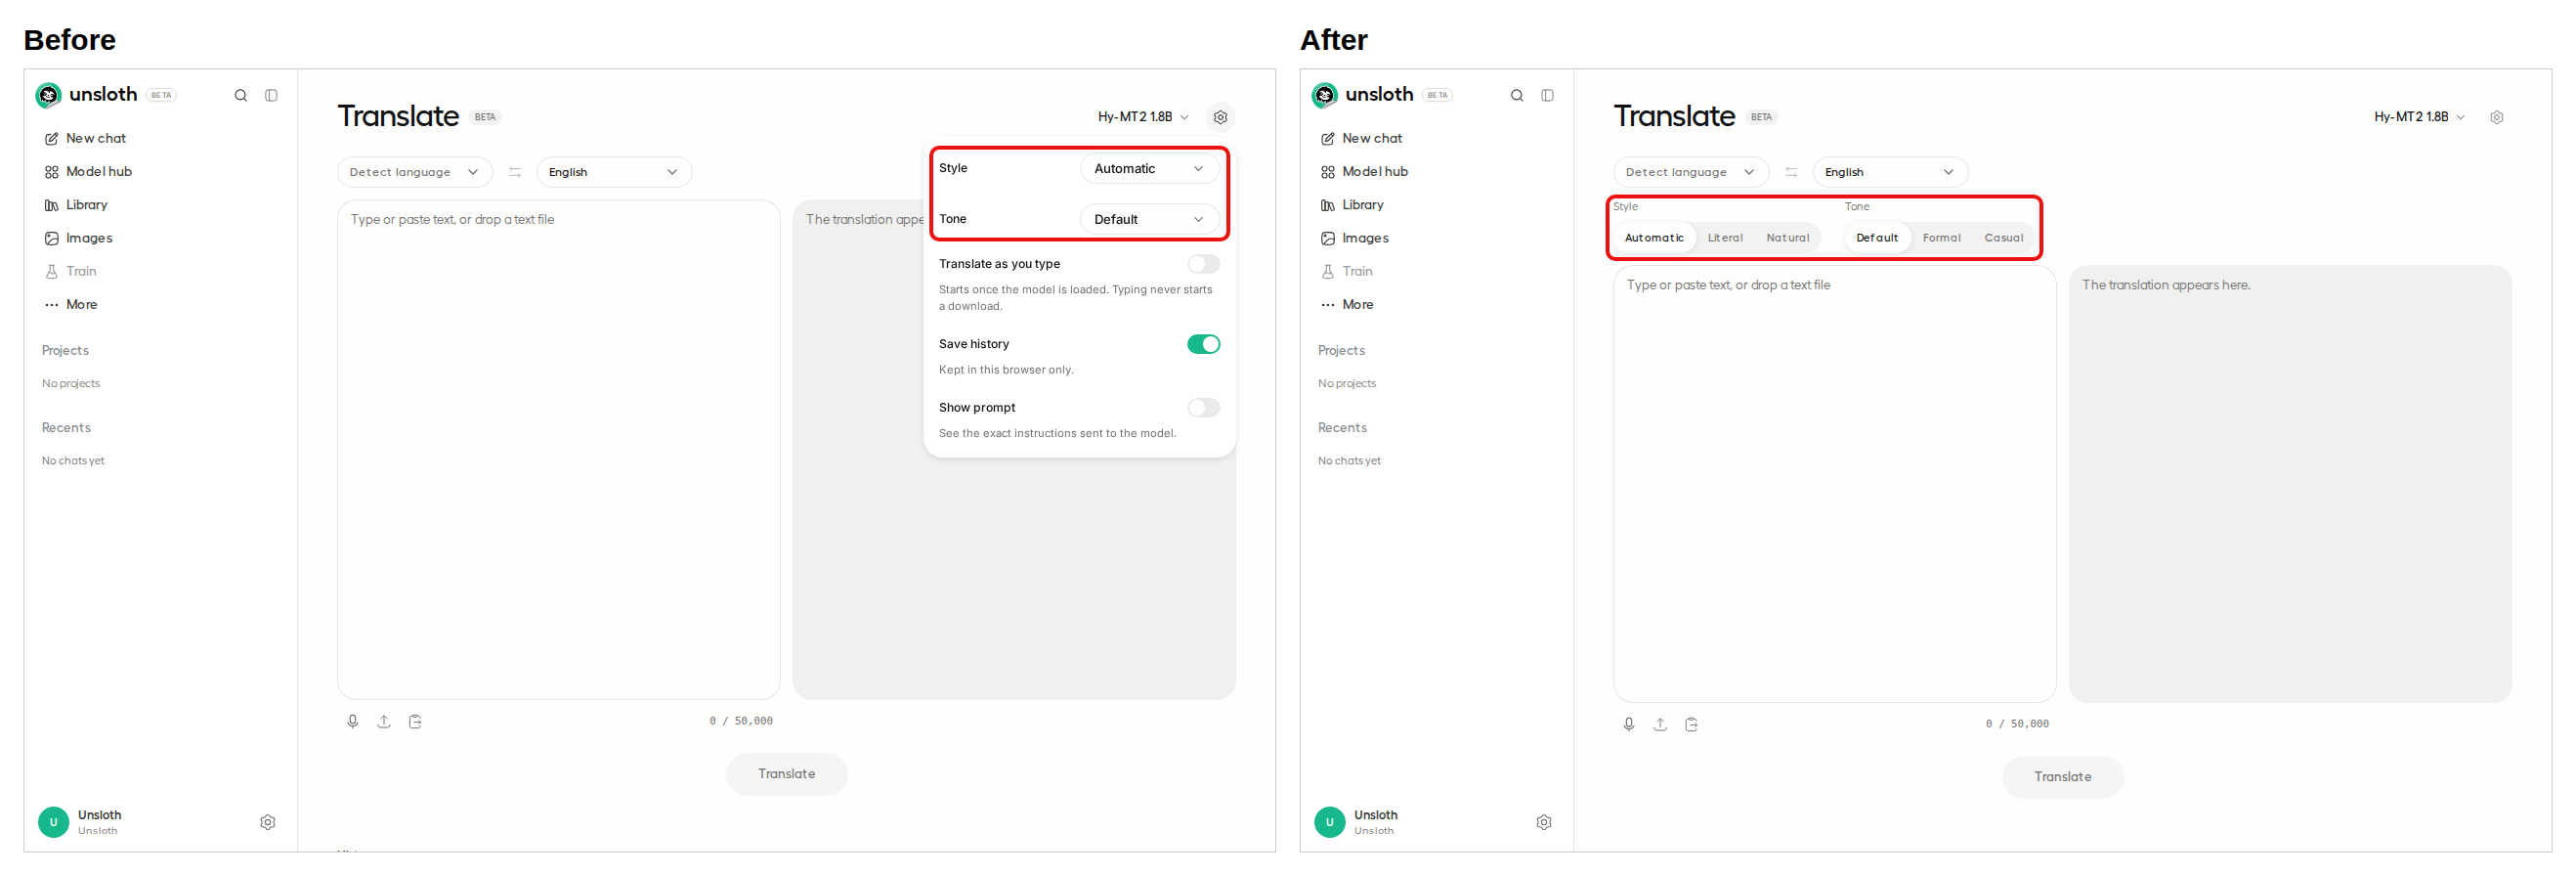 Before
unsloth BETA
New chat
Model hub
Library
Images
Train
More
Projects
No projects
Recents
No chats yet
U
Unsloth
Unsloth
Translate BETA
Hy-MT2 1.8B
Detect language
English
Type or paste text, or drop a text file
The translation appe
Style
Automatic
Tone
Default
Translate as you type
Starts once the model is loaded. Typing never starts
a download.
Save history
Kept in this browser only.
Show prompt
See the exact instructions sent to the model.
0 / 50,000
Translate
After
unsloth BETA
New chat
Model hub
Library
Images
Train
More
Projects
No projects
Recents
No chats yet
U
Unsloth
Unsloth
Translate BETA
Hy-MT2 1.8B
Detect language
English
Style
Automatic Literal Natural
Tone
Default Formal Casual
Type or paste text, or drop a text file
The translation appears here.
0 / 50,000
Translate